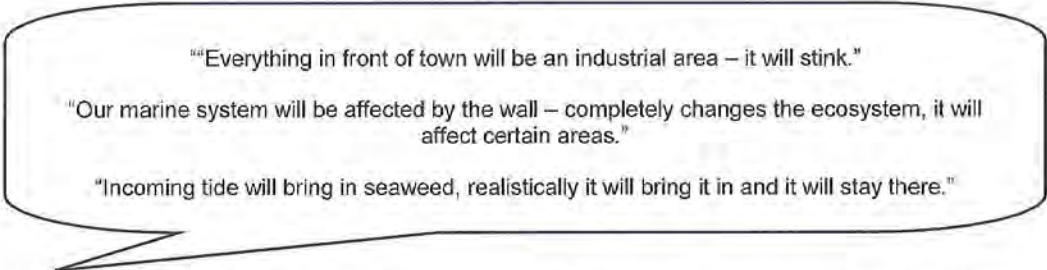 "“Everything in front of town will be an industrial area – it will stink.”
"Our marine system will be affected by the wall – completely changes the ecosystem, it will
affect certain areas.”
"Incoming tide will bring in seaweed, realistically it will bring it in and it will stay there.”